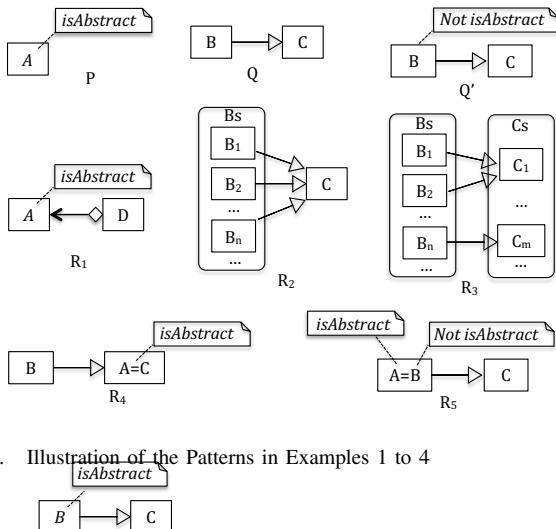 isAbstract
A
P
B
C
Q
Not isAbstract
B
C
Q'
isAbstract
A
D
R1
Bs
B1
B2
...
Bn
...
C
R2
Bs
B1
B2
...
Bn
...
Cs
C1
...
Cm
...
R3
isAbstract
B
A=C
R4
isAbstract
Not isAbstract
A=B
C
R5
. Illustration of the Patterns in Examples 1 to 4
isAbstract
B
C